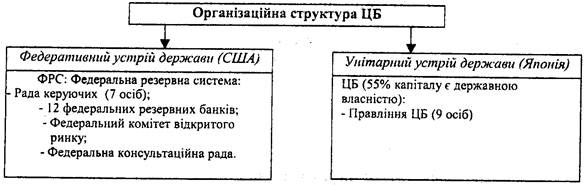 Організаційна структура ЦБ
Федеративний устрій держави (США)
ФРС: Федеральна резервна система:
- Рада керуючих (7 осіб);
- 12 федеральних резервних банків;
- Федеральний комітет відкритого
ринку;
- Федеральна консультаційна рада.
Унітарний устрій держави (Японія)
ЦБ (55% капіталу є державною
власністю):
- Правління ЦБ (9 осіб)